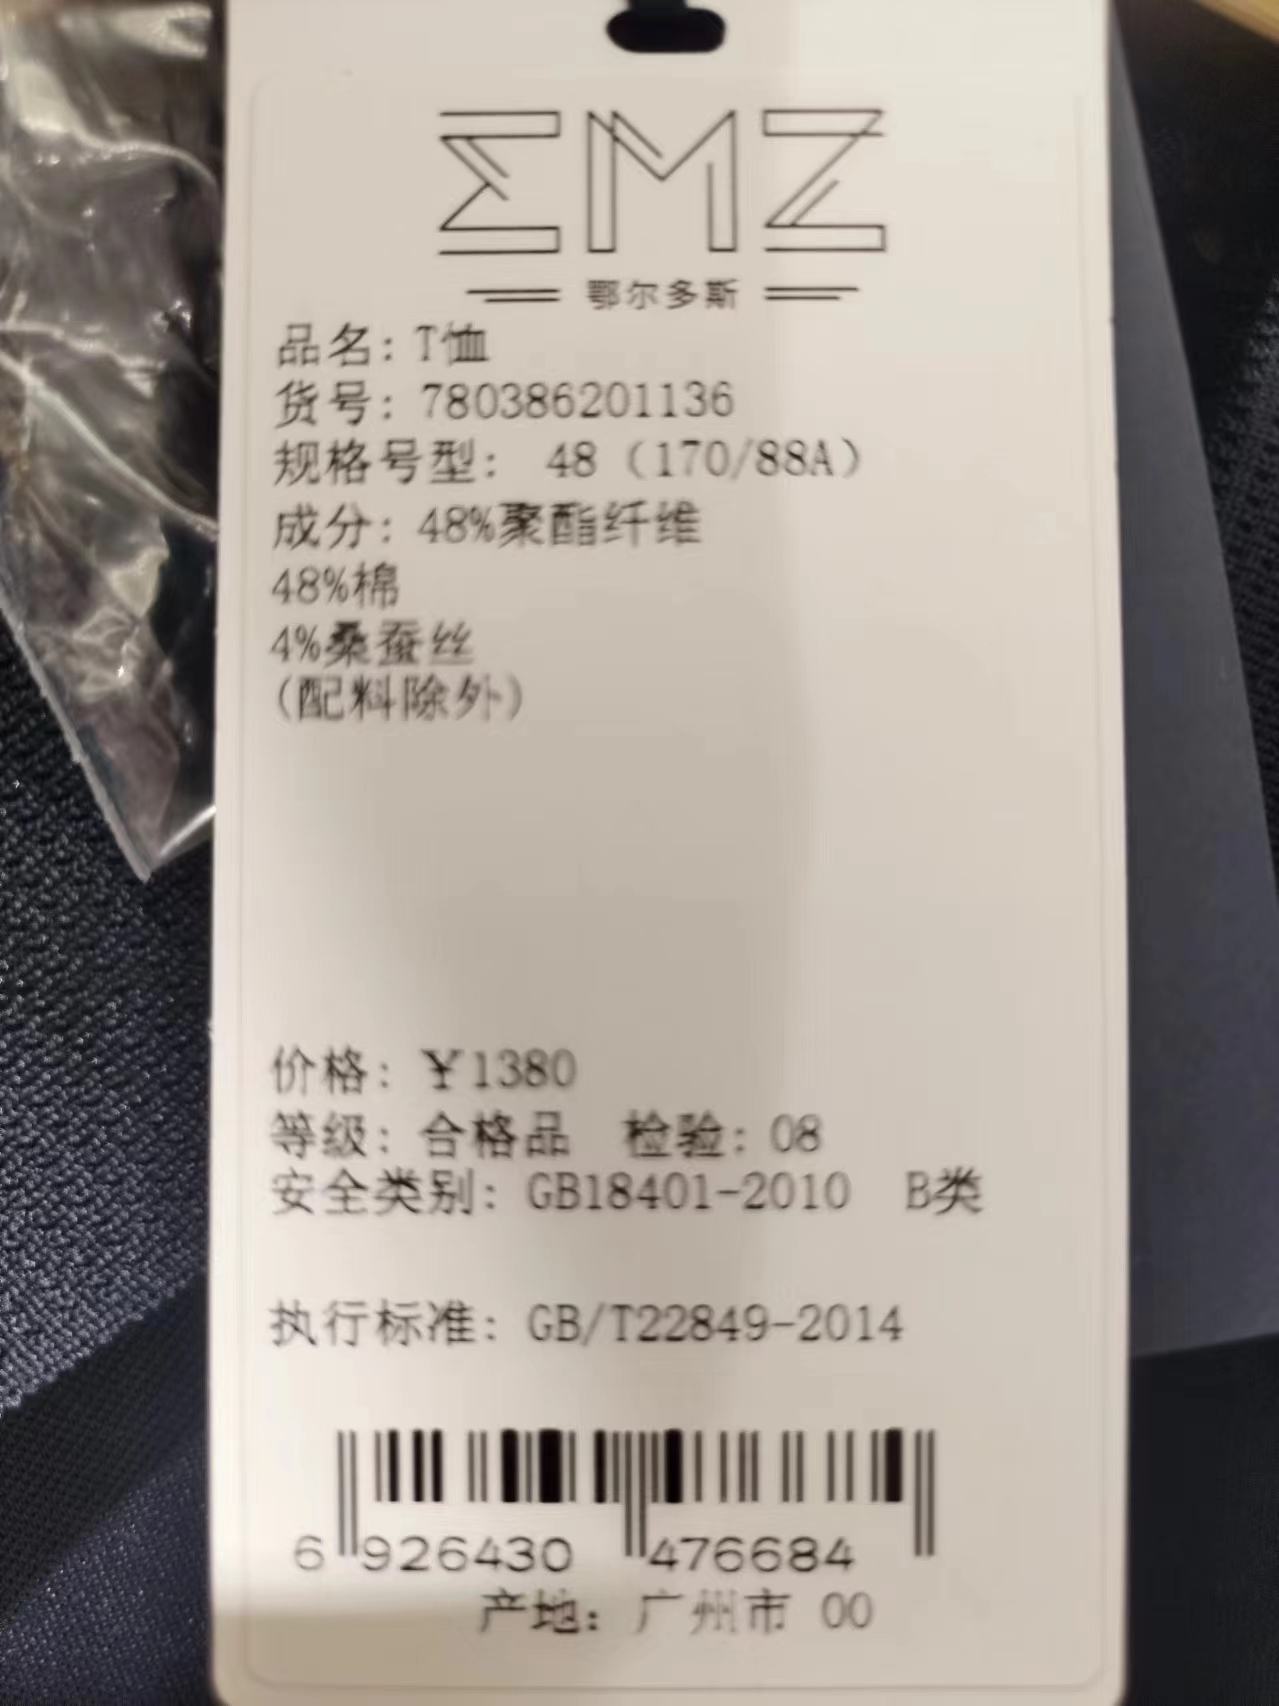 EMZ
鄂尔多斯
品名: T恤
货号: 780386201136
规格号型: 48 (170/88A)
成分: 48%聚酯纤维
48%棉
4%桑蚕丝
(配料除外)
价格: ¥1380
等级: 合格品 检验: 08
安全类别: GB18401-2010 B类
执行标准: GB/T22849-2014
6 926430 476684
产地: 广州市 00